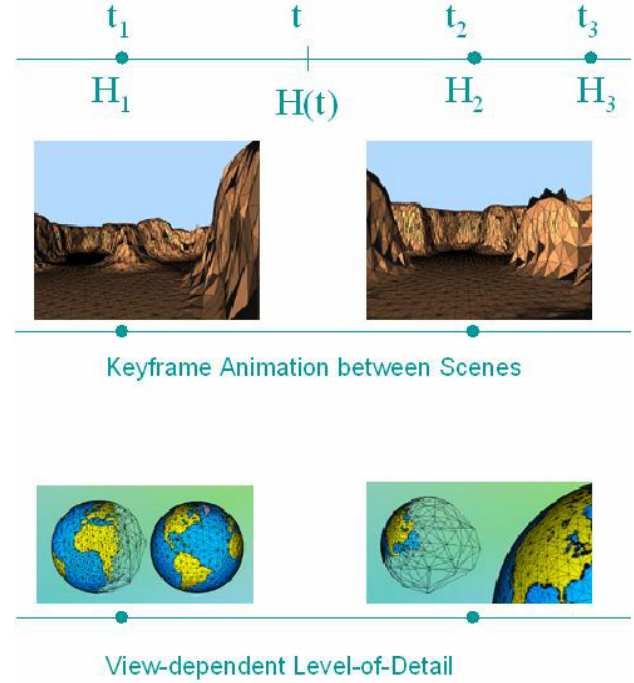 t₁ t t₂ t₃
H₁ H(t) H₂ H₃
Keyframe Animation between Scenes
View-dependent Level-of-Detail